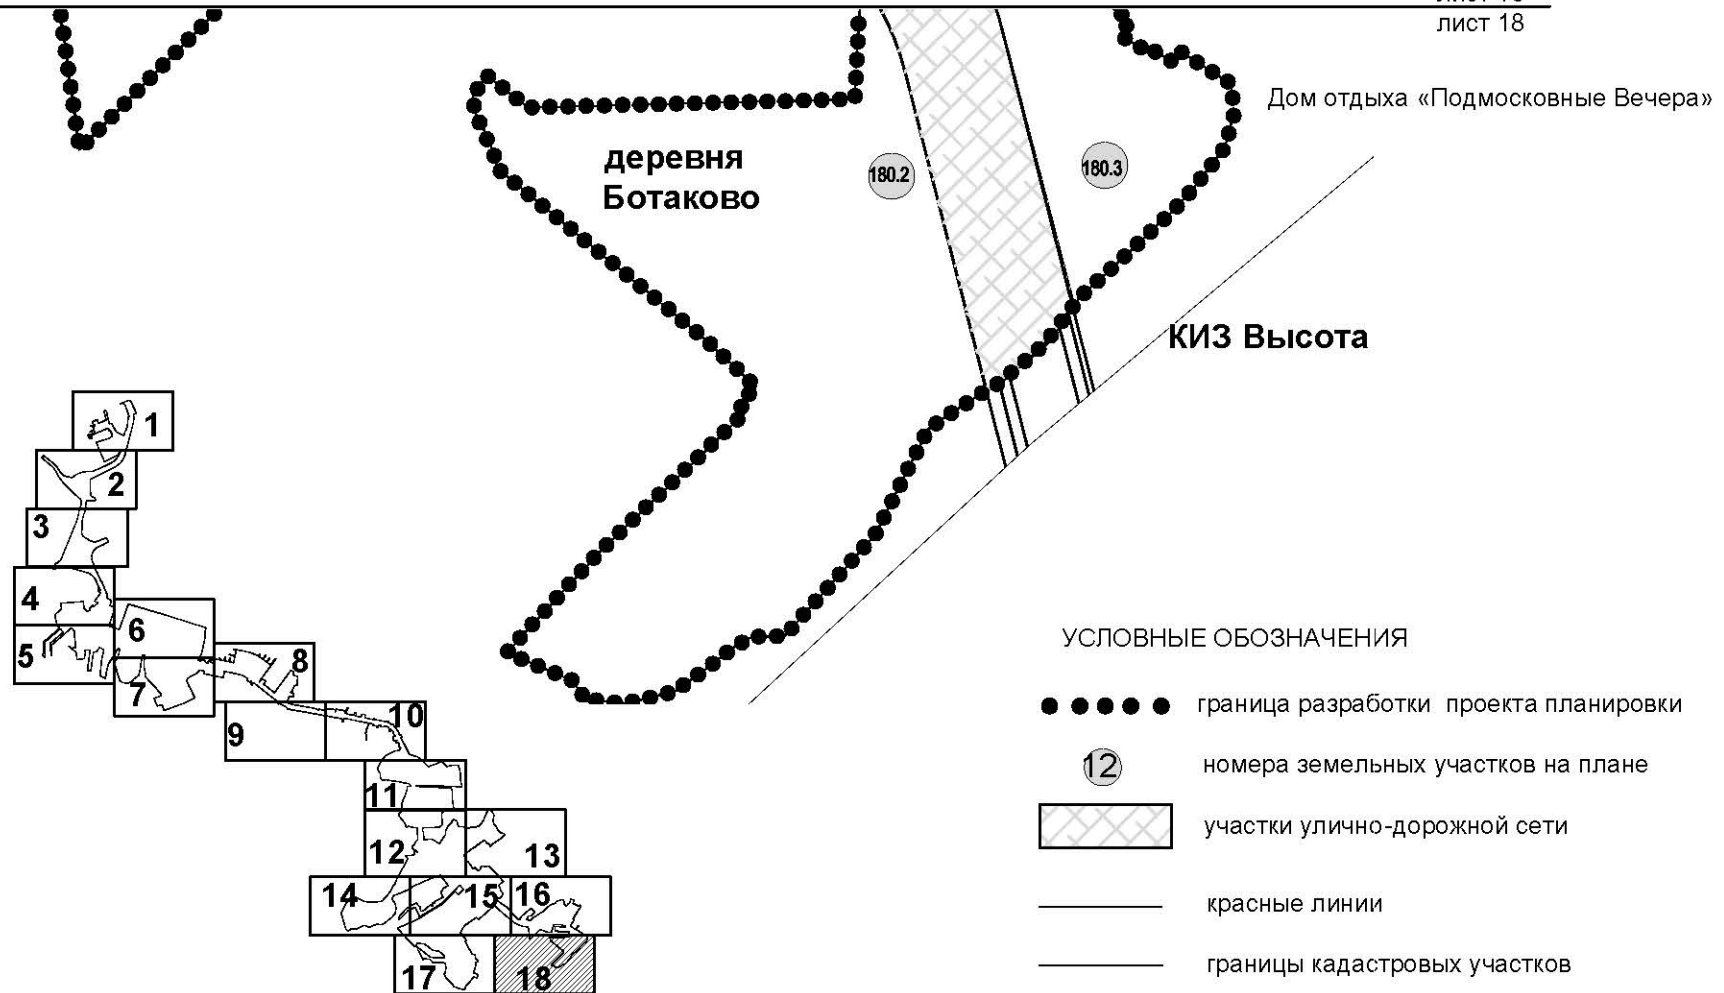 лист 18
Дом отдыха «Подмосковные Вечера»
деревня
Ботаково
180.2
180.3
КИЗ Высота
1
2
3
4
5
6
7
8
9
10
11
12
13
14
15
16
17
18
УСЛОВНЫЕ ОБОЗНАЧЕНИЯ
граница разработки проекта планировки
12
номера земельных участков на плане
участки улично-дорожной сети
красные линии
границы кадастровых участков